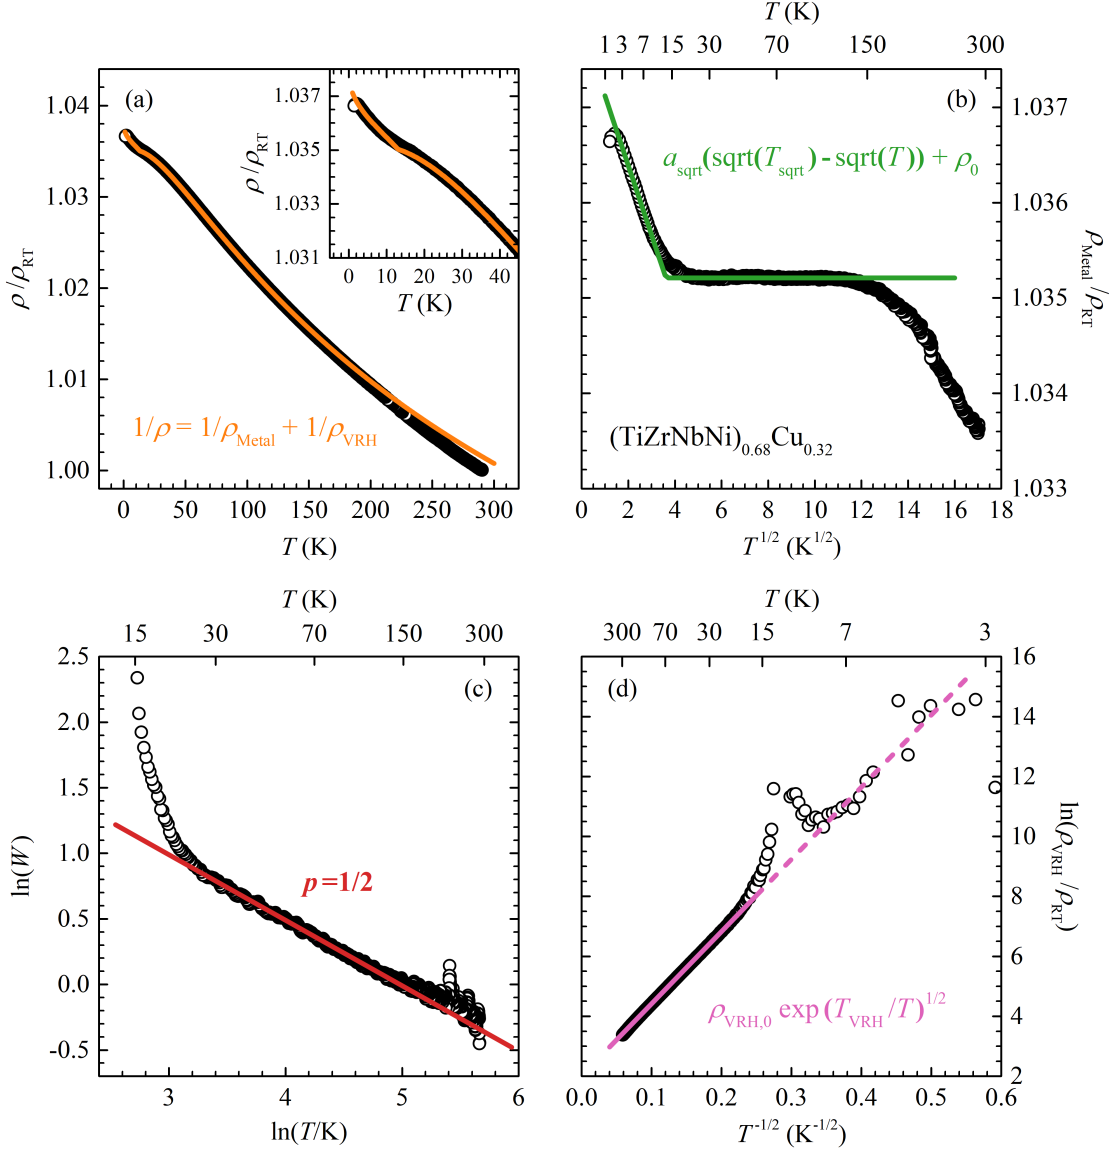 (a)
1.04
1.03
1.02
1.01
1.00
ρ/ρRT
0 50 100 150 200 250 300
T (K)
1/ρ = 1/ρMetal + 1/ρVRH
1.037
1.035
1.033
1.031
ρ/ρRT
0 10 20 30 40
T (K)
T (K)
1 3 7 15 30 70 150 300
(b)
asqrt(sqrt(Tsqrt) - sqrt(T)) + ρ0
(TiZrNbNi)0.68Cu0.32
1.037
1.036
1.035
1.034
1.033
ρMetal/ρRT
0 2 4 6 8 10 12 14 16 18
T1/2 (K1/2)
T (K)
15 30 70 150 300
(c)
2.5
2.0
1.5
1.0
0.5
0.0
-0.5
ln(W)
p=1/2
3 4 5 6
ln(T/K)
T (K)
300 70 30 15 7 3
(d)
16
14
12
10
8
6
4
2
ln(ρVRH/ρRT)
ρVRH,0 exp(TVRH/T)1/2
0.0 0.1 0.2 0.3 0.4 0.5 0.6
T-1/2 (K-1/2)